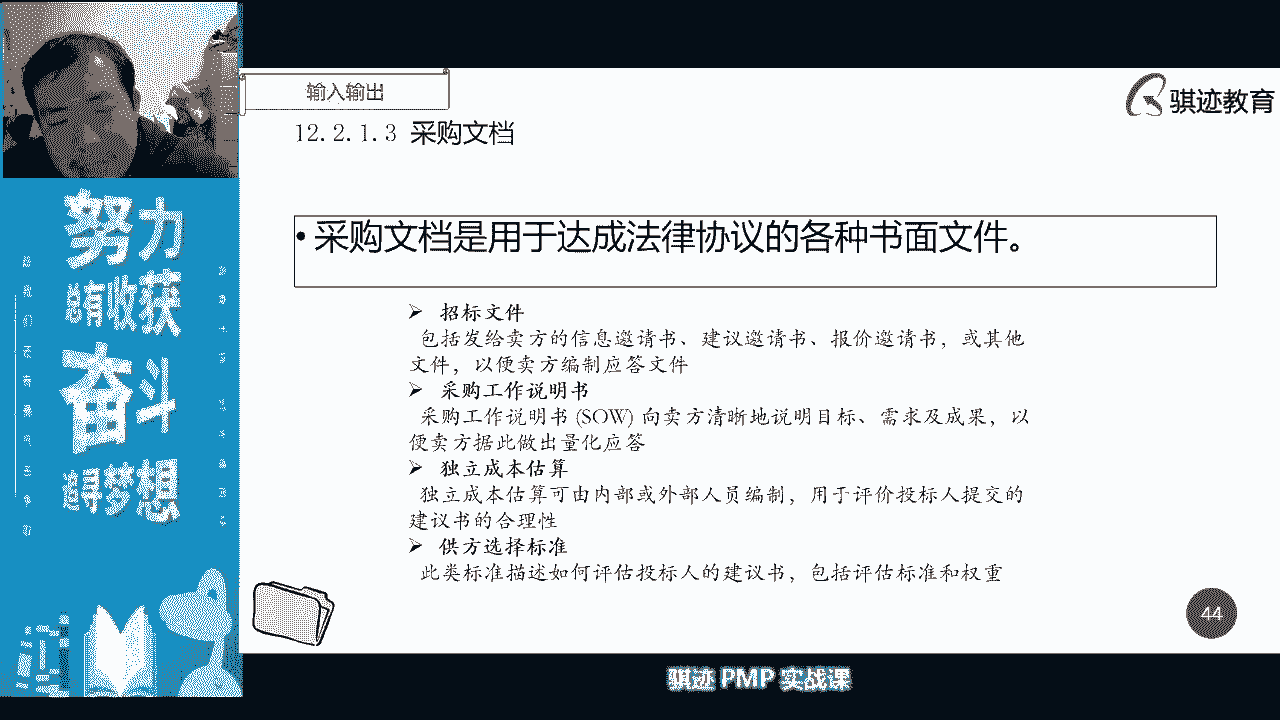 输入输出
骐迹教育
12.2.1.3 采购文档
• 采购文档是用于达成法律协议的各种书面文件。
➢ 招标文件
包括发给卖方的信息邀请书、建议邀请书、报价邀请书，或其他
文件，以便卖方编制应答文件
➢ 采购工作说明书
采购工作说明书 (SOW) 向卖方清晰地说明目标、需求及成果，以
便卖方据此做出量化应答
➢ 独立成本估算
独立成本估算可由内部或外部人员编制，用于评价投标人提交的
建议书的合理性
➢ 供方选择标准
此类标准描述如何评估投标人的建议书，包括评估标准和权重
44
努力
总有收获
奋斗
追寻梦想
骐迹 PMP 实战课